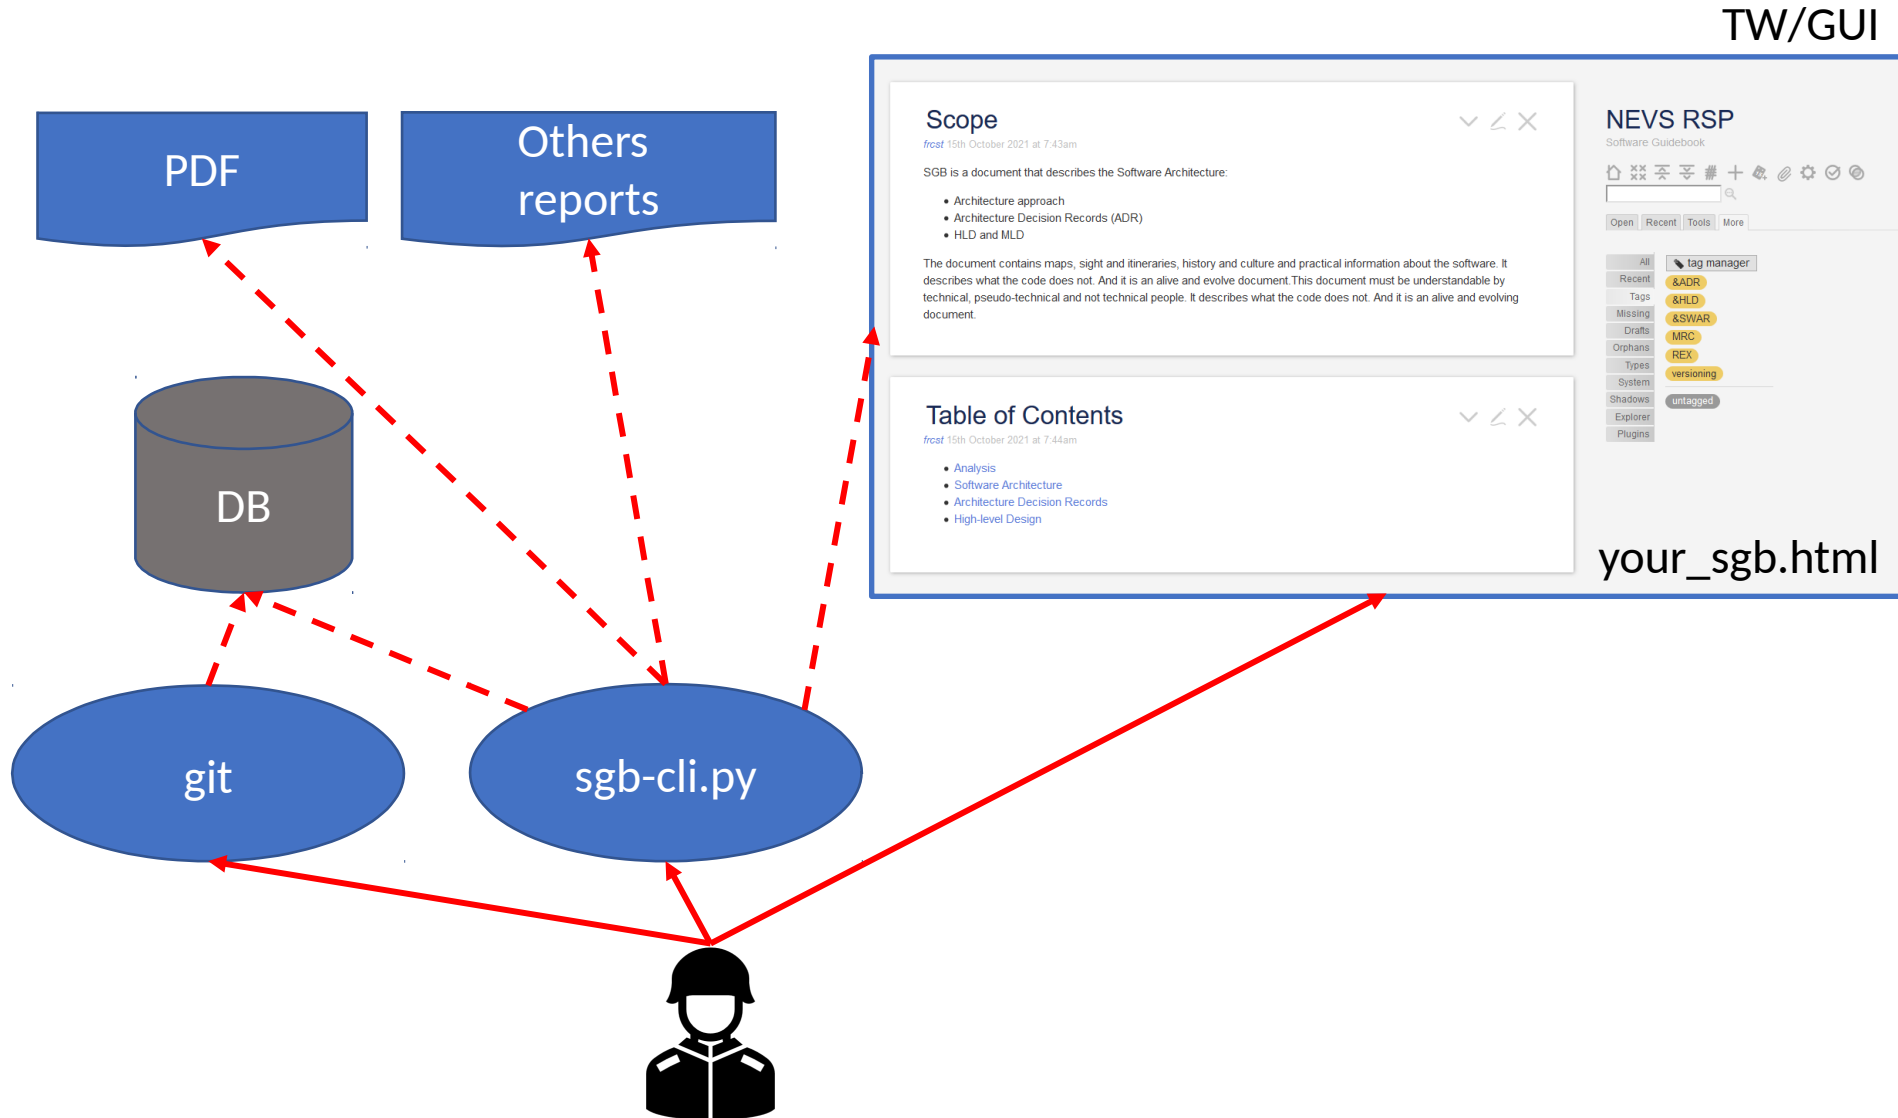 TW/GUI
PDF
Others
reports
DB
git
sgb-cli.py
Scope
frcst 15th October 2021 at 7:43am
SGB is a document that describes the Software Architecture:
Architecture approach
Architecture Decision Records (ADR)
HLD and MLD
The document contains maps, sight and itineraries, history and culture and practical information about the software. It
describes what the code does not. And it is an alive and evolve document.This document must be understandable by
technical, pseudo-technical and not technical people. It describes what the code does not. And it is an alive and evolving
document.
Table of Contents
frcst 15th October 2021 at 7:44am
Analysis
Software Architecture
Architecture Decision Records
High-level Design
NEVS RSP
Software Guidebook
Open Recent Tools More
All
Recent
Tags
Missing
Drafts
Orphans
Types
System
Shadows
Explorer
Plugins
tag manager
&ADR
&HLD
&SWAR
MRC
REX
versioning
untagged
your_sgb.html